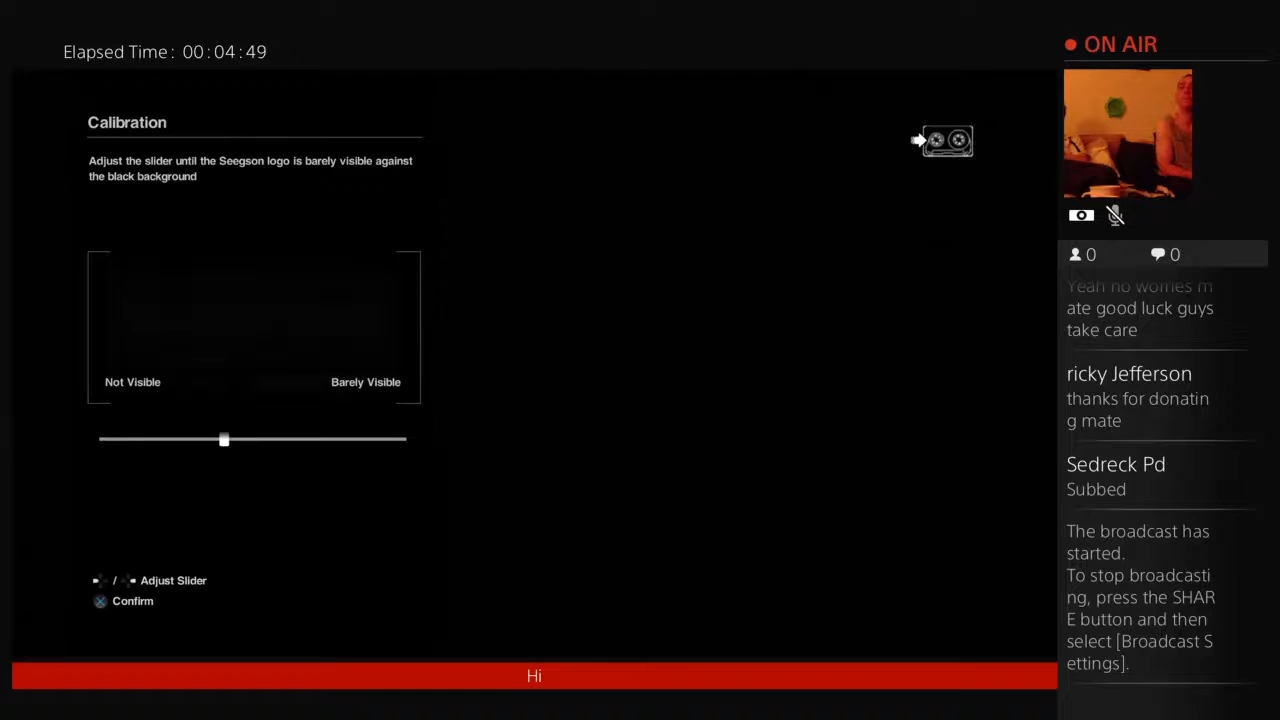 Elapsed Time: 00:04:49
Calibration
Adjust the slider until the Seegson logo is barely visible against
the black background
Not Visible
Barely Visible
/ Adjust Slider
Confirm
Hi
ON AIR
0
0
Yeah no worries m
ate good luck guys
take care
ricky Jefferson
thanks for donatin
g mate
Sedreck Pd
Subbed
The broadcast has
started.
To stop broadcasti
ng, press the SHAR
E button and then
select [Broadcast S
ettings].